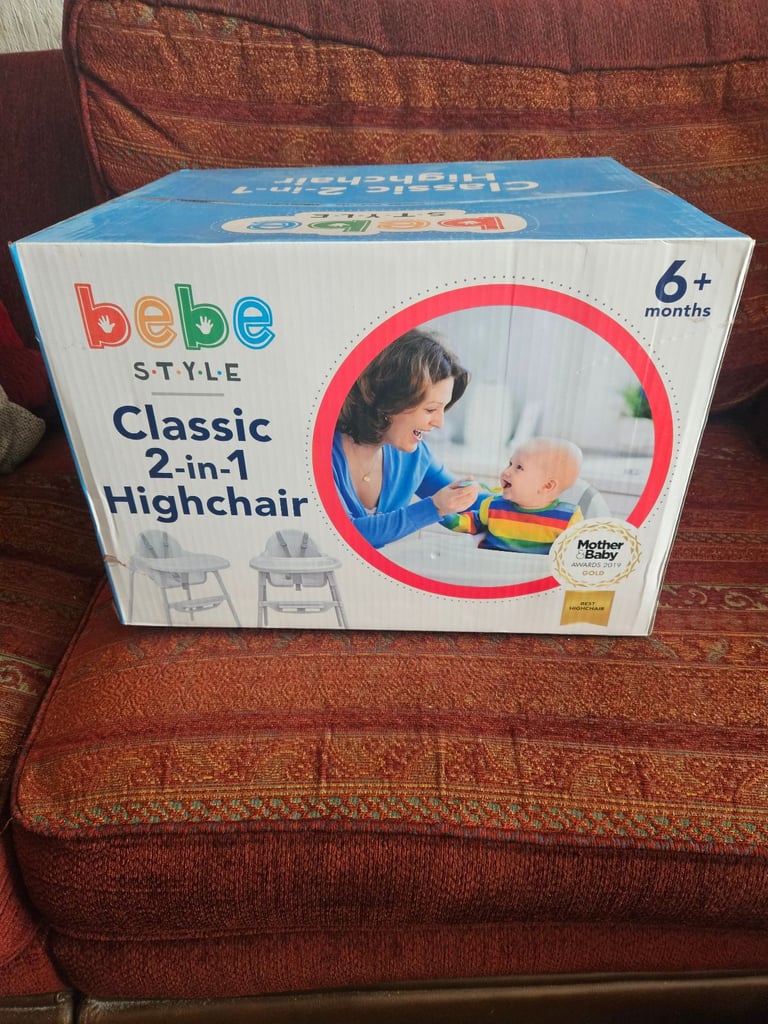 Classic 2-in-1
Highchair
bebe
STYLE
bebe
S·T·Y·L·E
6+
months
Classic
2-in-1
Highchair
Mother
&Baby
AWARDS 2019
GOLD
BEST
HIGHCHAIR